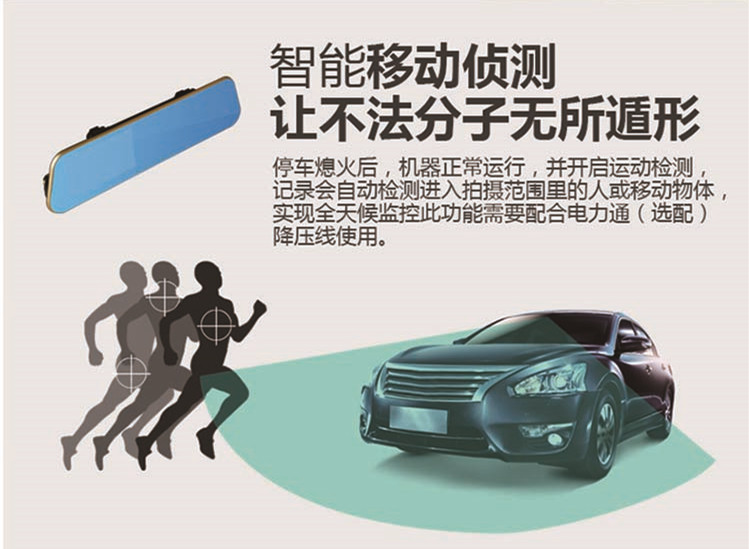 智能移动侦测
让不法分子无所遁形
停车熄火后，机器正常运行，并开启运动检测，
记录会自动检测进入拍摄范围里的人或移动物体，
实现全天候监控此功能需要配合电力通（选配）
降压线使用。